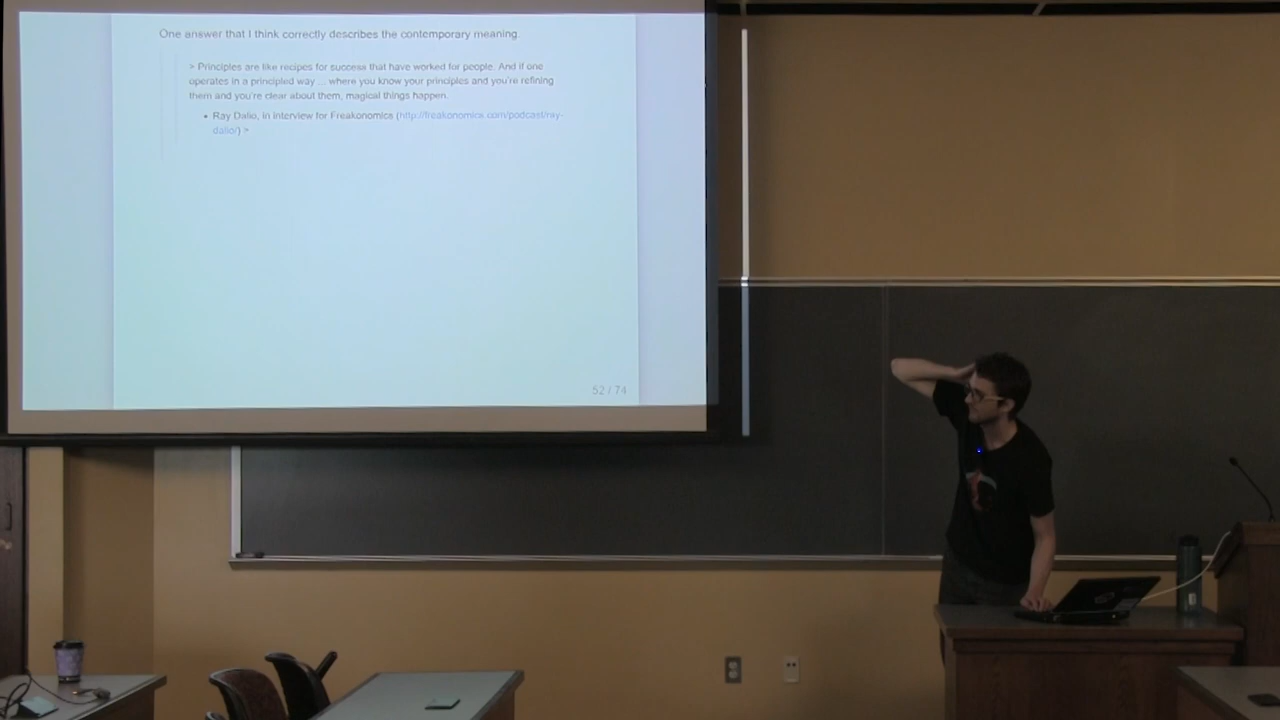 One answer that I think correctly describes the contemporary meaning.
> Principles are like recipes for success that have worked for people. And if one
operates in a principled way ... where you know your principles and you're refining
them and you're clear about them, magical things happen.
• Ray Dalio, in interview for Freakonomics (http://freakonomics.com/podcast/ray-
dalio/) >
52 / 74